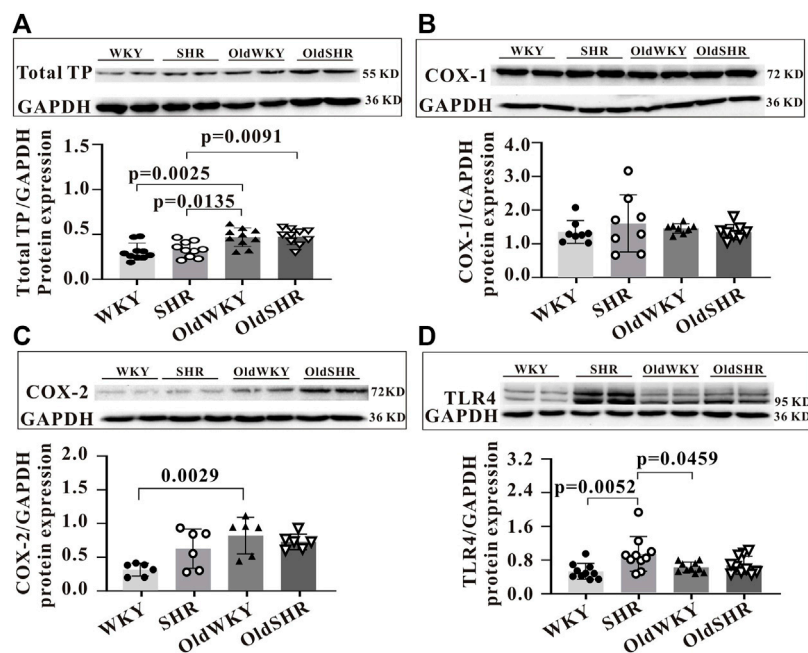 A
WKY SHR OldWKY OldSHR
Total TP 55 KD
GAPDH 36 KD
Ttotal TP/GAPDH
Protein expression
1.5
1.0
0.5
0.0
p=0.0091
p=0.0025
p=0.0135
WKY SHR OldWKY OldSHR
B
WKY SHR OldWKY OldSHR
COX-1 72 KD
GAPDH 36 KD
COX-1/GAPDH
protein expression
4.0
3.0
2.0
1.0
0.0
WKY SHR OldWKY OldSHR
C
WKY SHR OldWKY OldSHR
COX-2 72KD
GAPDH 36 KD
COX-2/GAPDH
protein expression
2.0
1.5
1.0
0.5
0.0
0.0029
WKY SHR OldWKY OldSHR
D
WKY SHR OldWKY OldSHR
TLR4 95 KD
GAPDH 36 KD
TLR4/GAPDH
protein expression
3.2
2.4
1.6
0.8
0.0
p=0.0459
p=0.0052
WKY SHR OldWKY OldSHR